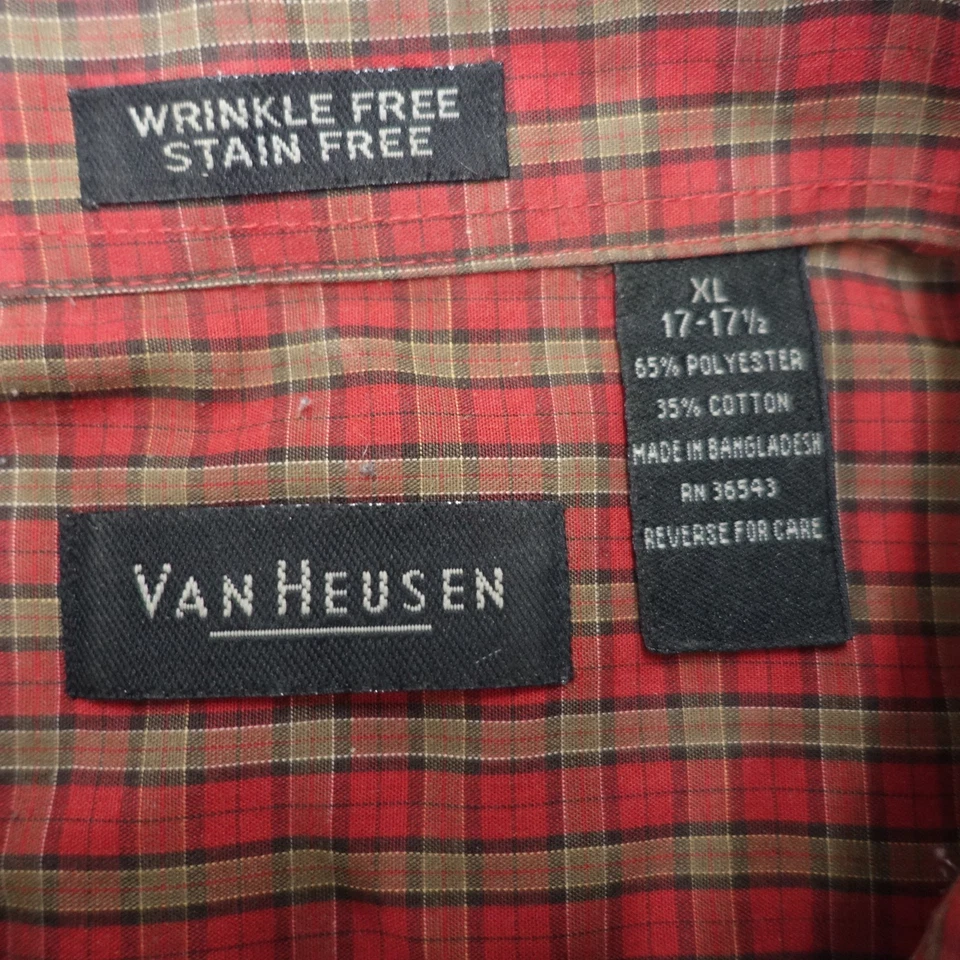 WRINKLE FREE
STAIN FREE
XL
17-17½
65% POLYESTER
35% COTTON
MADE IN BANGLADESH
RN 36543
REVERSE FOR CARE
VAN HEUSEN